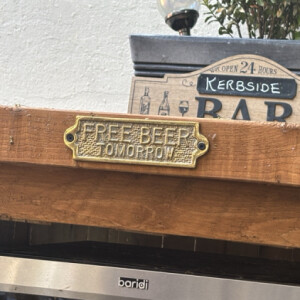 OPEN 24 HOURS
KERBSIDE
BAR
FREE BEER
TOMORROW
baridi